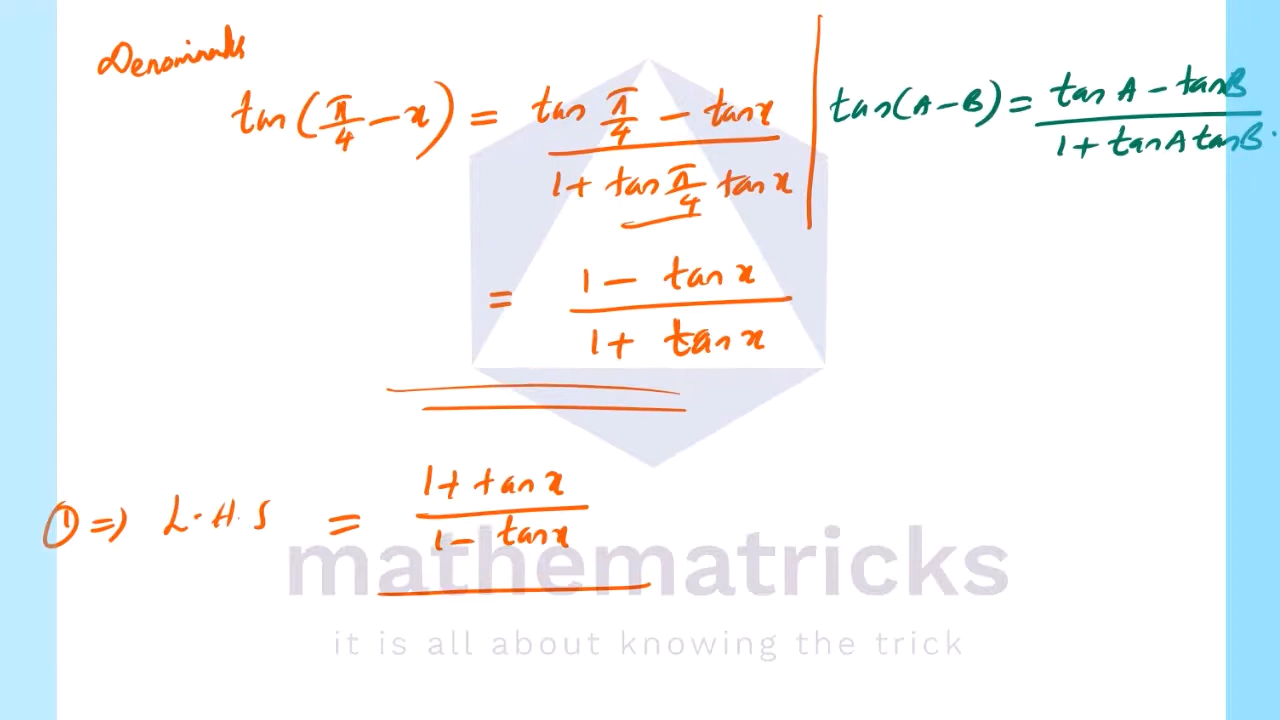 Denominator
tan(π/4 − x) = (tan π/4 − tan x)/(1 + tan π/4 tan x)
tan(A − B) = (tan A − tan B)/(1 + tan A tan B).
= (1 − tan x)/(1 + tan x)
① ⇒ L.H.S = (1 + tan x)/(1 − tan x)
mathematricks
it is all about knowing the trick